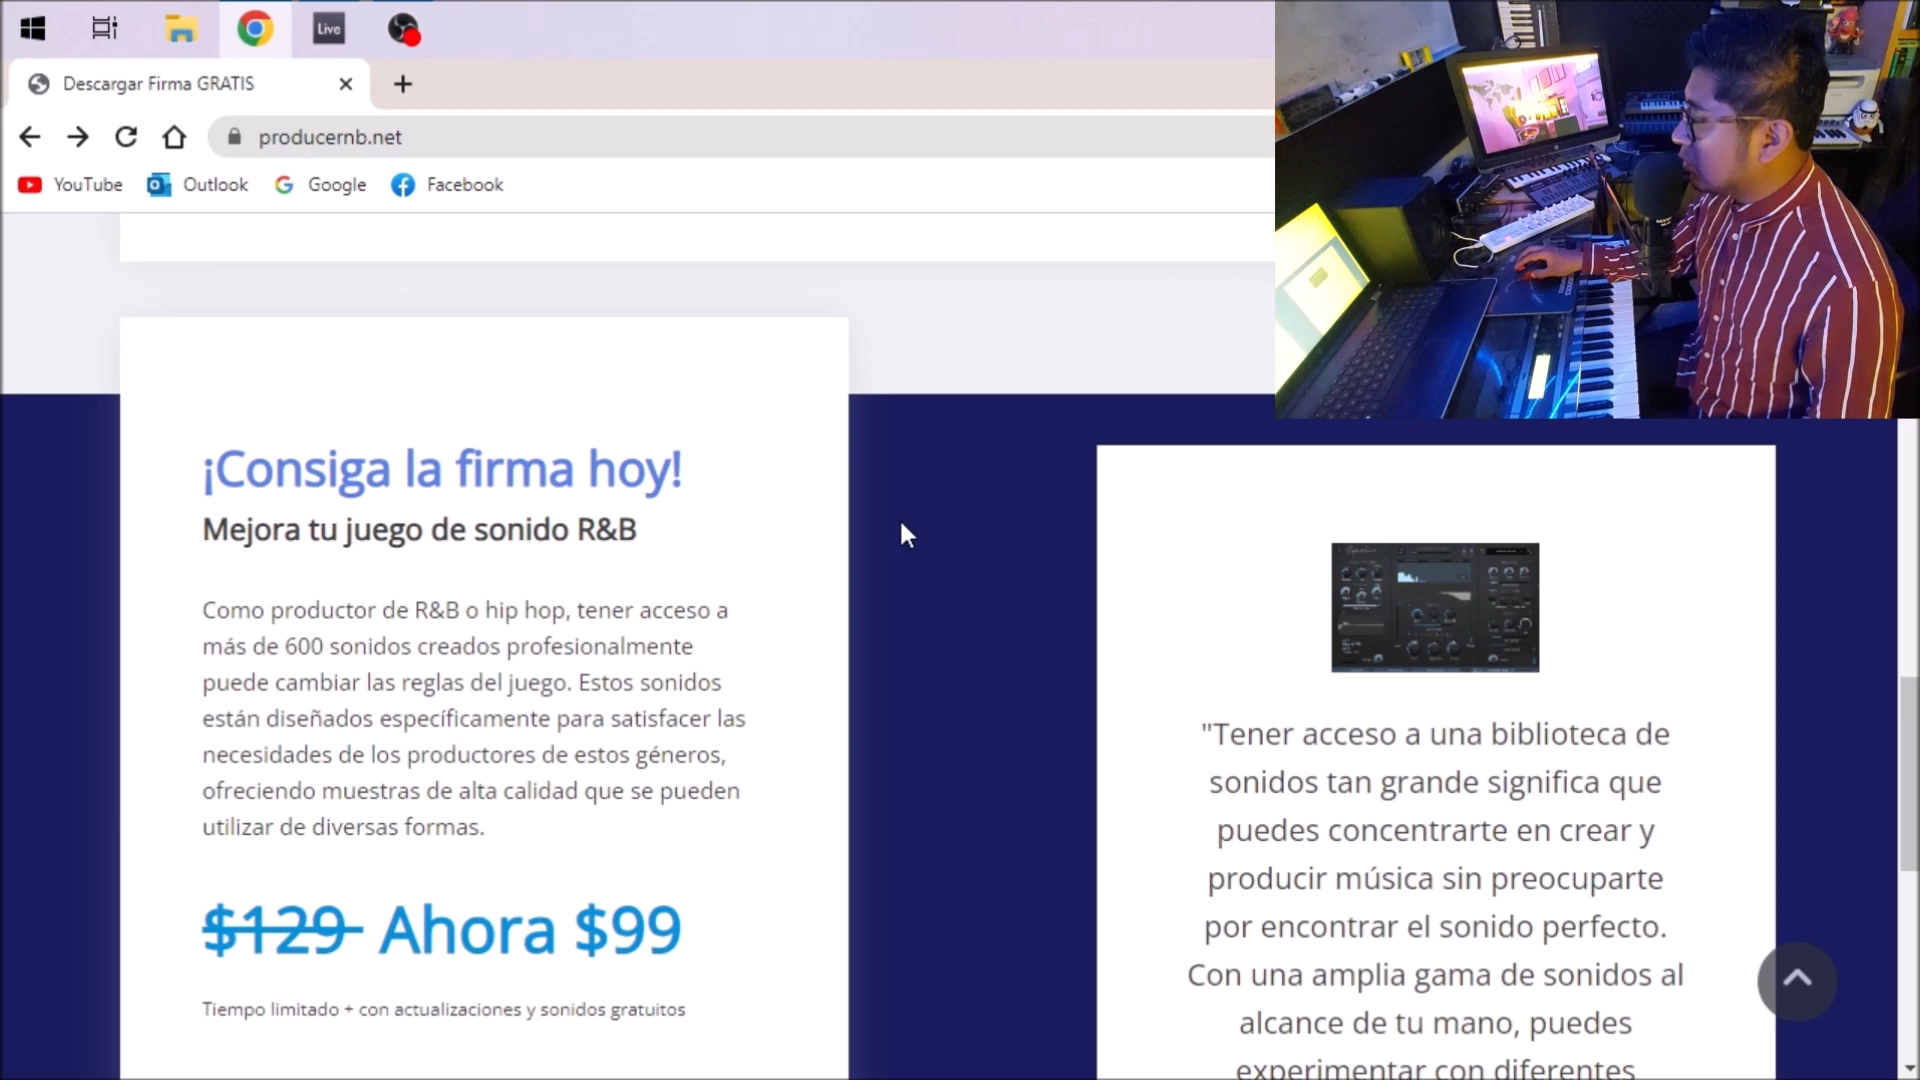 Live
Descargar Firma GRATIS
producernb.net
YouTube
Outlook
Google
Facebook
¡Consiga la firma hoy!
Mejora tu juego de sonido R&B
Como productor de R&B o hip hop, tener acceso a
más de 600 sonidos creados profesionalmente
puede cambiar las reglas del juego. Estos sonidos
están diseñados específicamente para satisfacer las
necesidades de los productores de estos géneros,
ofreciendo muestras de alta calidad que se pueden
utilizar de diversas formas.
$129 Ahora $99
Tiempo limitado + con actualizaciones y sonidos gratuitos
"Tener acceso a una biblioteca de
sonidos tan grande significa que
puedes concentrarte en crear y
producir música sin preocuparte
por encontrar el sonido perfecto.
Con una amplia gama de sonidos al
alcance de tu mano, puedes
experimentar con diferentes